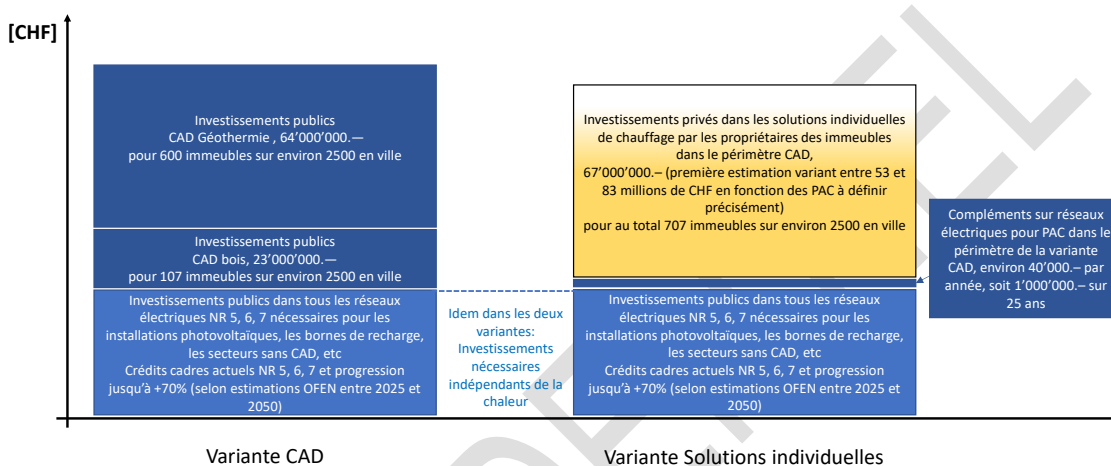 [CHF]
Investissements publics
CAD Géothermie , 64’000’000.—
pour 600 immeubles sur environ 2500 en ville
Investissements publics
CAD bois, 23’000’000.—
pour 107 immeubles sur environ 2500 en ville
Investissements publics dans tous les réseaux
électriques NR 5, 6, 7 nécessaires pour les
installations photovoltaïques, les bornes de recharge,
les secteurs sans CAD, etc
Crédits cadres actuels NR 5, 6, 7 et progression
jusqu’à +70% (selon estimations OFEN entre 2025 et
2050)
Idem dans les deux
variantes:
Investissements
nécessaires
indépendants de la
chaleur
Investissements privés dans les solutions individuelles
de chauffage par les propriétaires des immeubles
dans le périmètre CAD,
67’000’000.– (première estimation variant entre 53 et
83 millions de CHF en fonction des PAC à définir
précisément)
pour au total 707 immeubles sur environ 2500 en ville
Investissements publics dans tous les réseaux
électriques NR 5, 6, 7 nécessaires pour les
installations photovoltaïques, les bornes de recharge,
les secteurs sans CAD, etc
Crédits cadres actuels NR 5, 6, 7 et progression
jusqu’à +70% (selon estimations OFEN entre 2025 et
2050)
Compléments sur réseaux
électriques pour PAC dans le
périmètre de la variante
CAD, environ 40’000.– par
année, soit 1’000’000.– sur
25 ans
Variante CAD
Variante Solutions individuelles